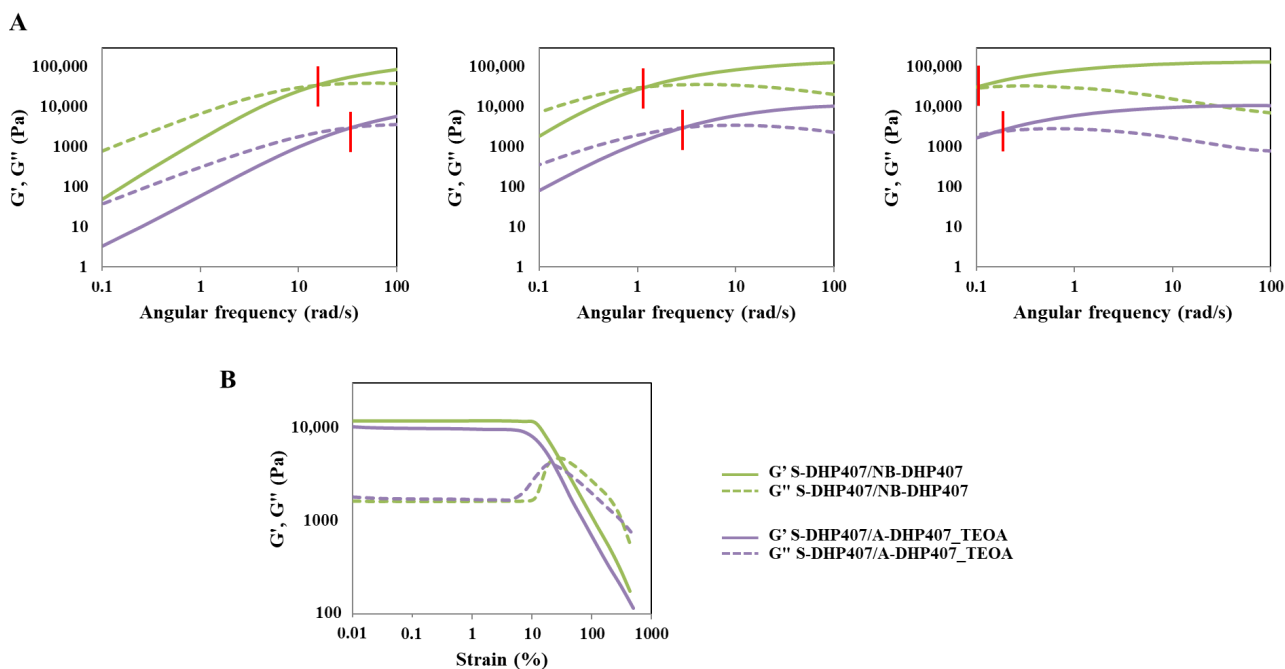 A
G', G" (Pa)
100,000
10,000
1000
100
10
1
0.1
1
10
100
Angular frequency (rad/s)
G', G" (Pa)
100,000
10,000
1000
100
10
1
0.1
1
10
100
Angular frequency (rad/s)
G', G" (Pa)
100,000
10,000
1000
100
10
1
0.1
1
10
100
Angular frequency (rad/s)
B
G', G" (Pa)
10,000
1000
100
0.01
0.1
1
10
100
1000
Strain (%)
G’ S-DHP407/NB-DHP407
G" S-DHP407/NB-DHP407
G’ S-DHP407/A-DHP407_TEOA
G" S-DHP407/A-DHP407_TEOA